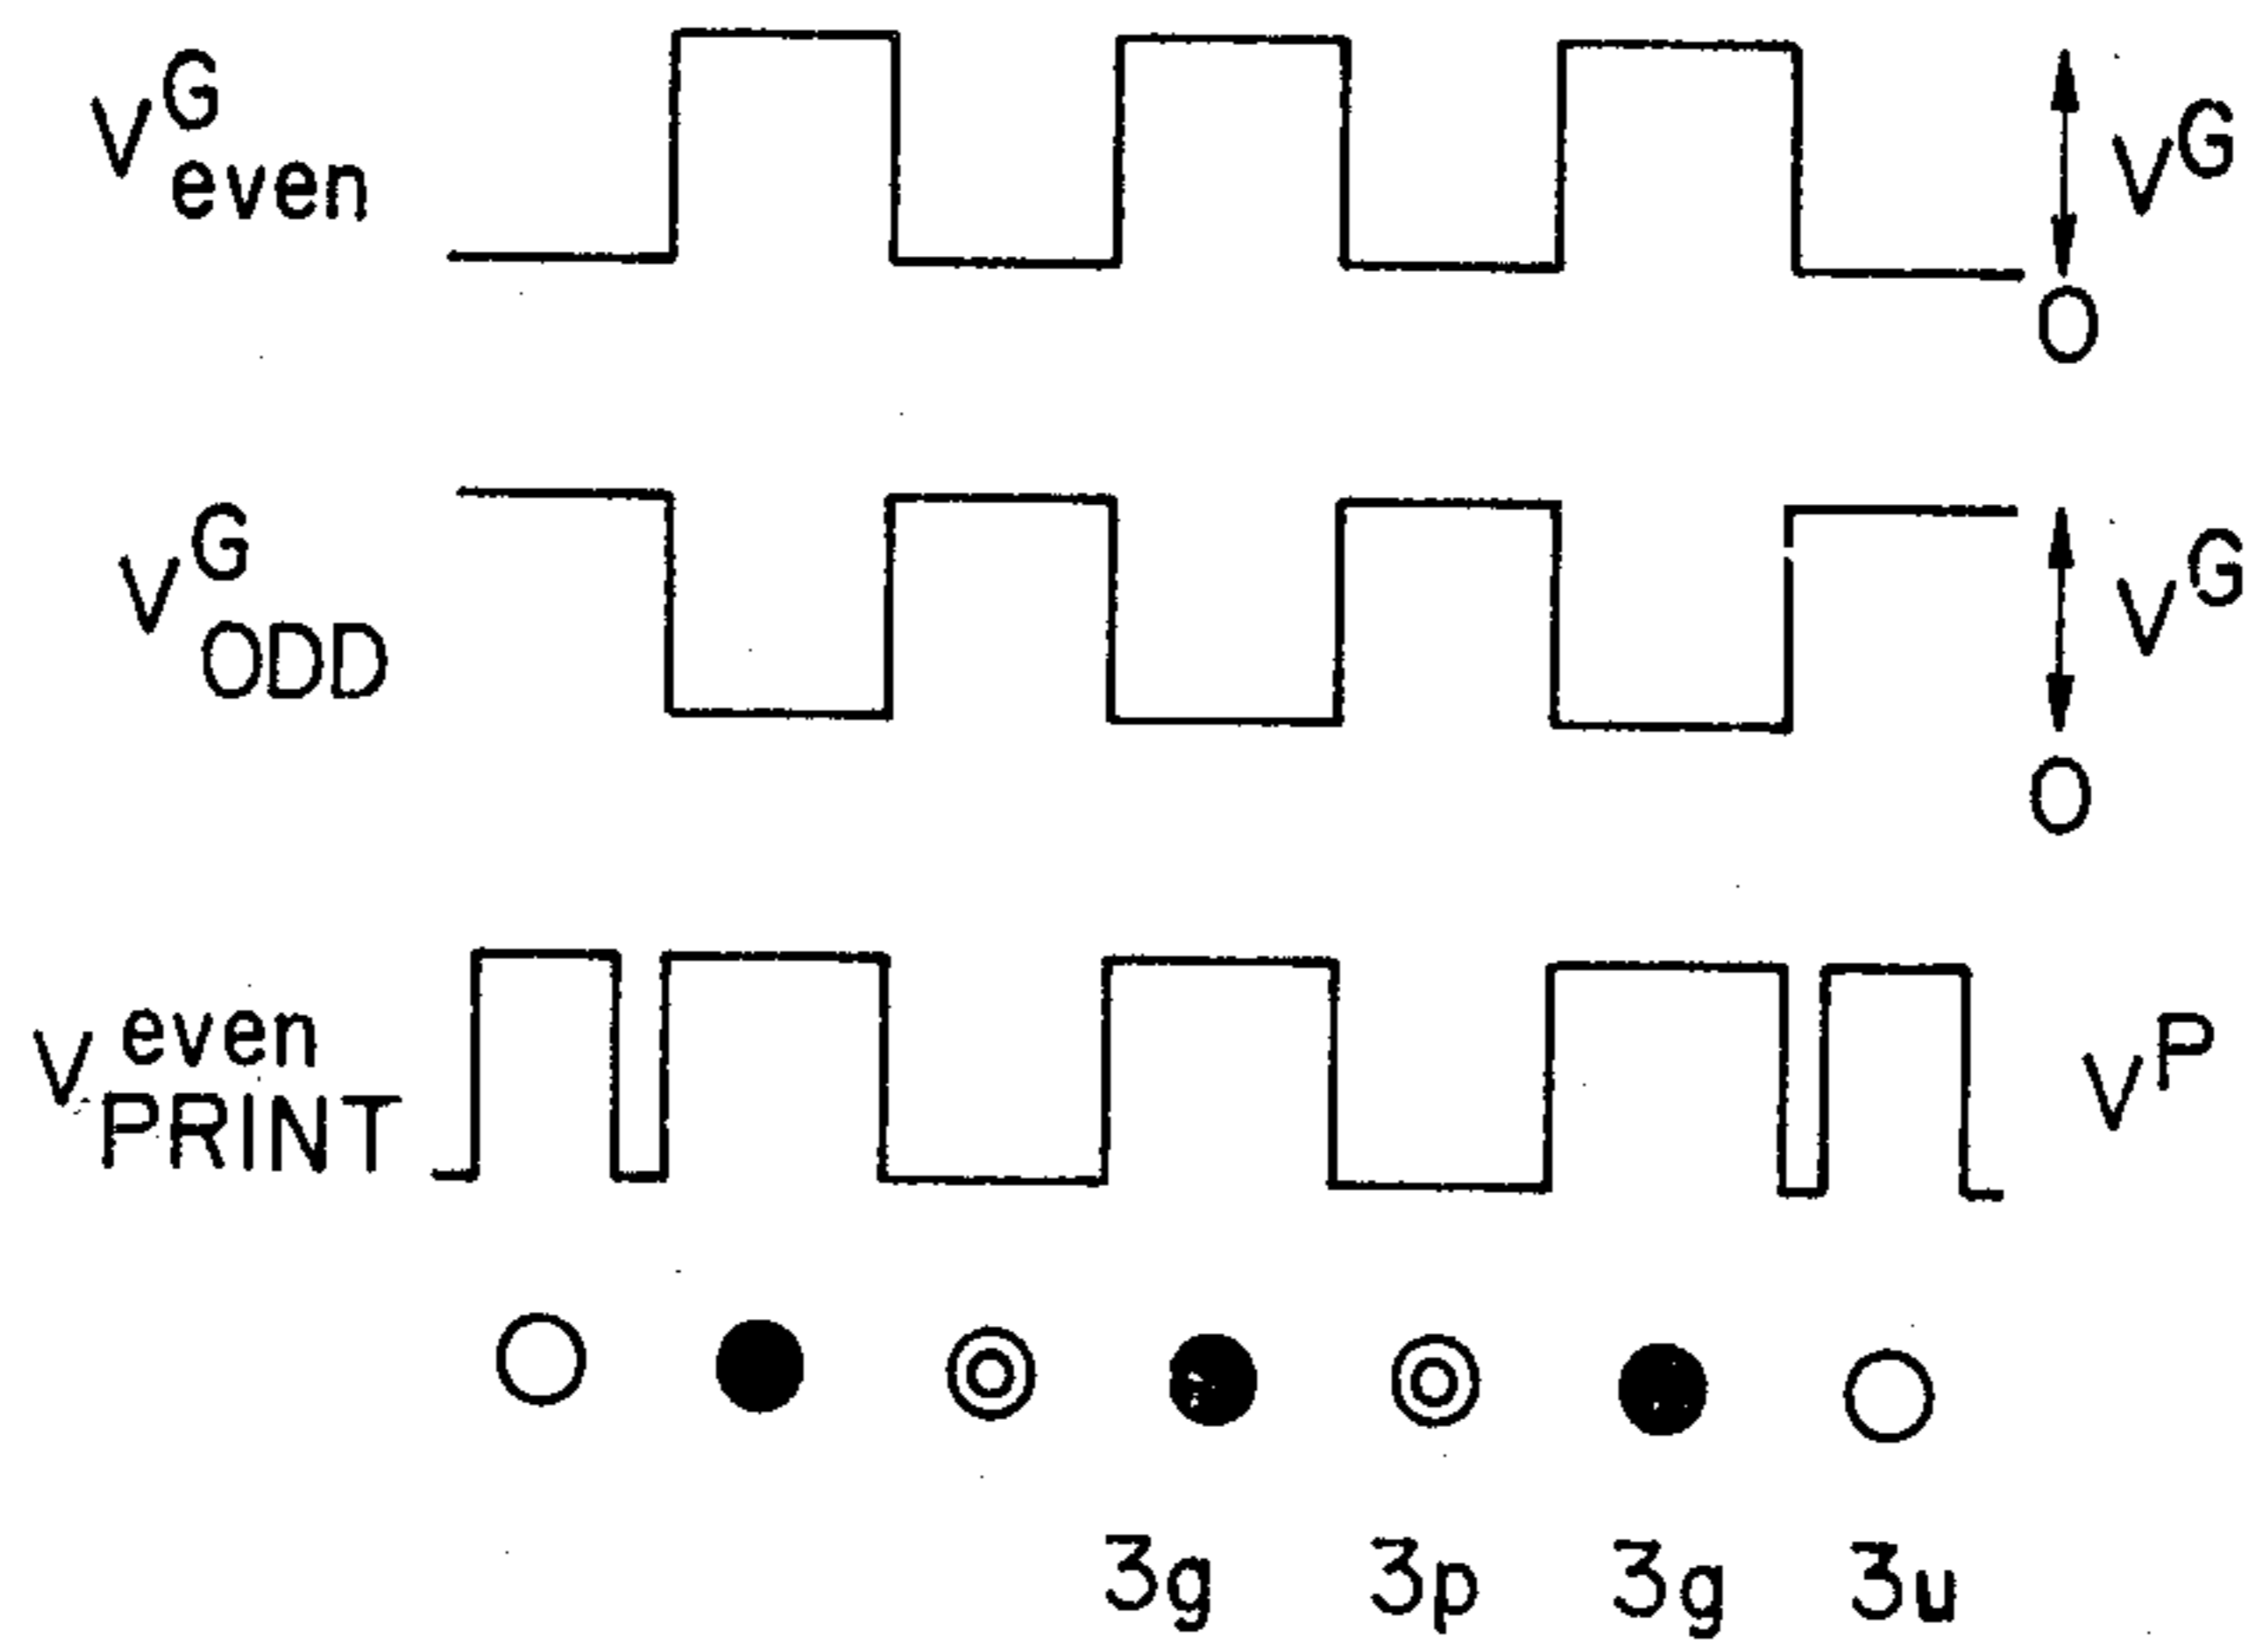 V^G_even V^G
0
V^G_ODD V^G
0
V^even_PRINT V^P
3g 3p 3g 3u